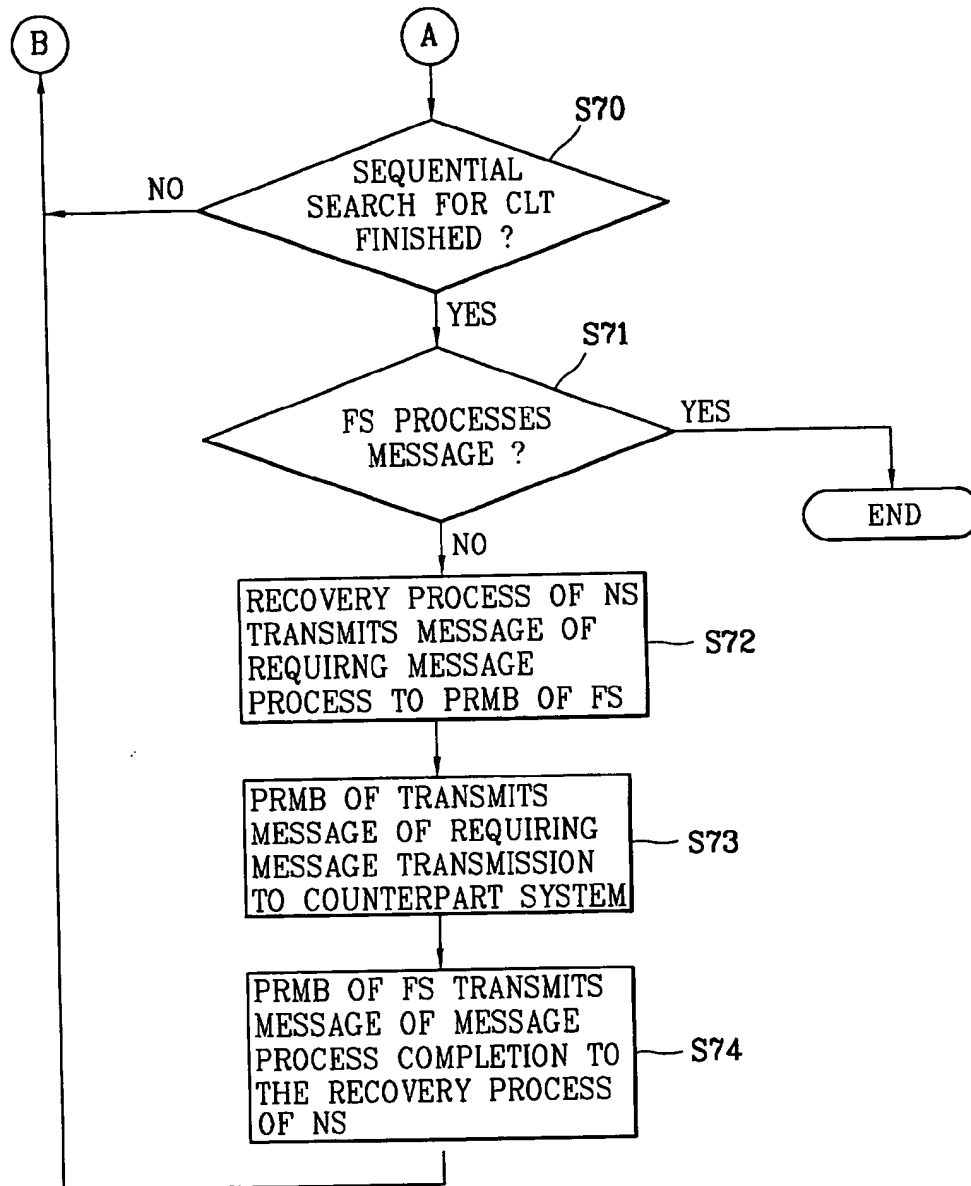 B
A
S70
SEQUENTIAL
SEARCH FOR CLT
FINISHED ?
NO
YES
S71
FS PROCESSES
MESSAGE ?
YES
END
NO
RECOVERY PROCESS OF NS
TRANSMITS MESSAGE OF
REQUIRNG MESSAGE
PROCESS TO PRMB OF FS
S72
PRMB OF TRANSMITS
MESSAGE OF REQUIRING
MESSAGE TRANSMISSION
TO COUNTERPART SYSTEM
S73
PRMB OF FS TRANSMITS
MESSAGE OF MESSAGE
PROCESS COMPLETION TO
THE RECOVERY PROCESS
OF NS
S74